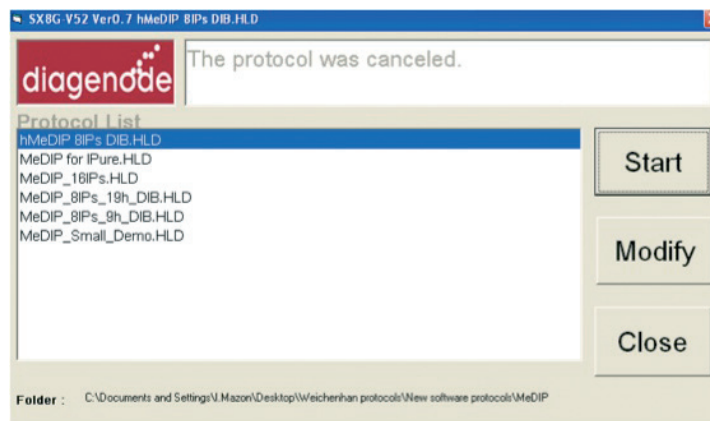 SX8G-V52 Ver0.7 hMeDIP 8IPs DIB.HLD
diagenode
The protocol was canceled.
Protocol List
hMeDIP 8IPs DIB.HLD
MeDIP for IPure.HLD
MeDIP_16IPs.HLD
MeDIP_8IPs_19h_DIB.HLD
MeDIP_8IPs_9h_DIB.HLD
MeDIP_Small_Demo.HLD
Start
Modify
Close
Folder : C:\Documents and Settings\I.Mazon\Desktop\Weichenhan protocols\New software protocols\MeDIP